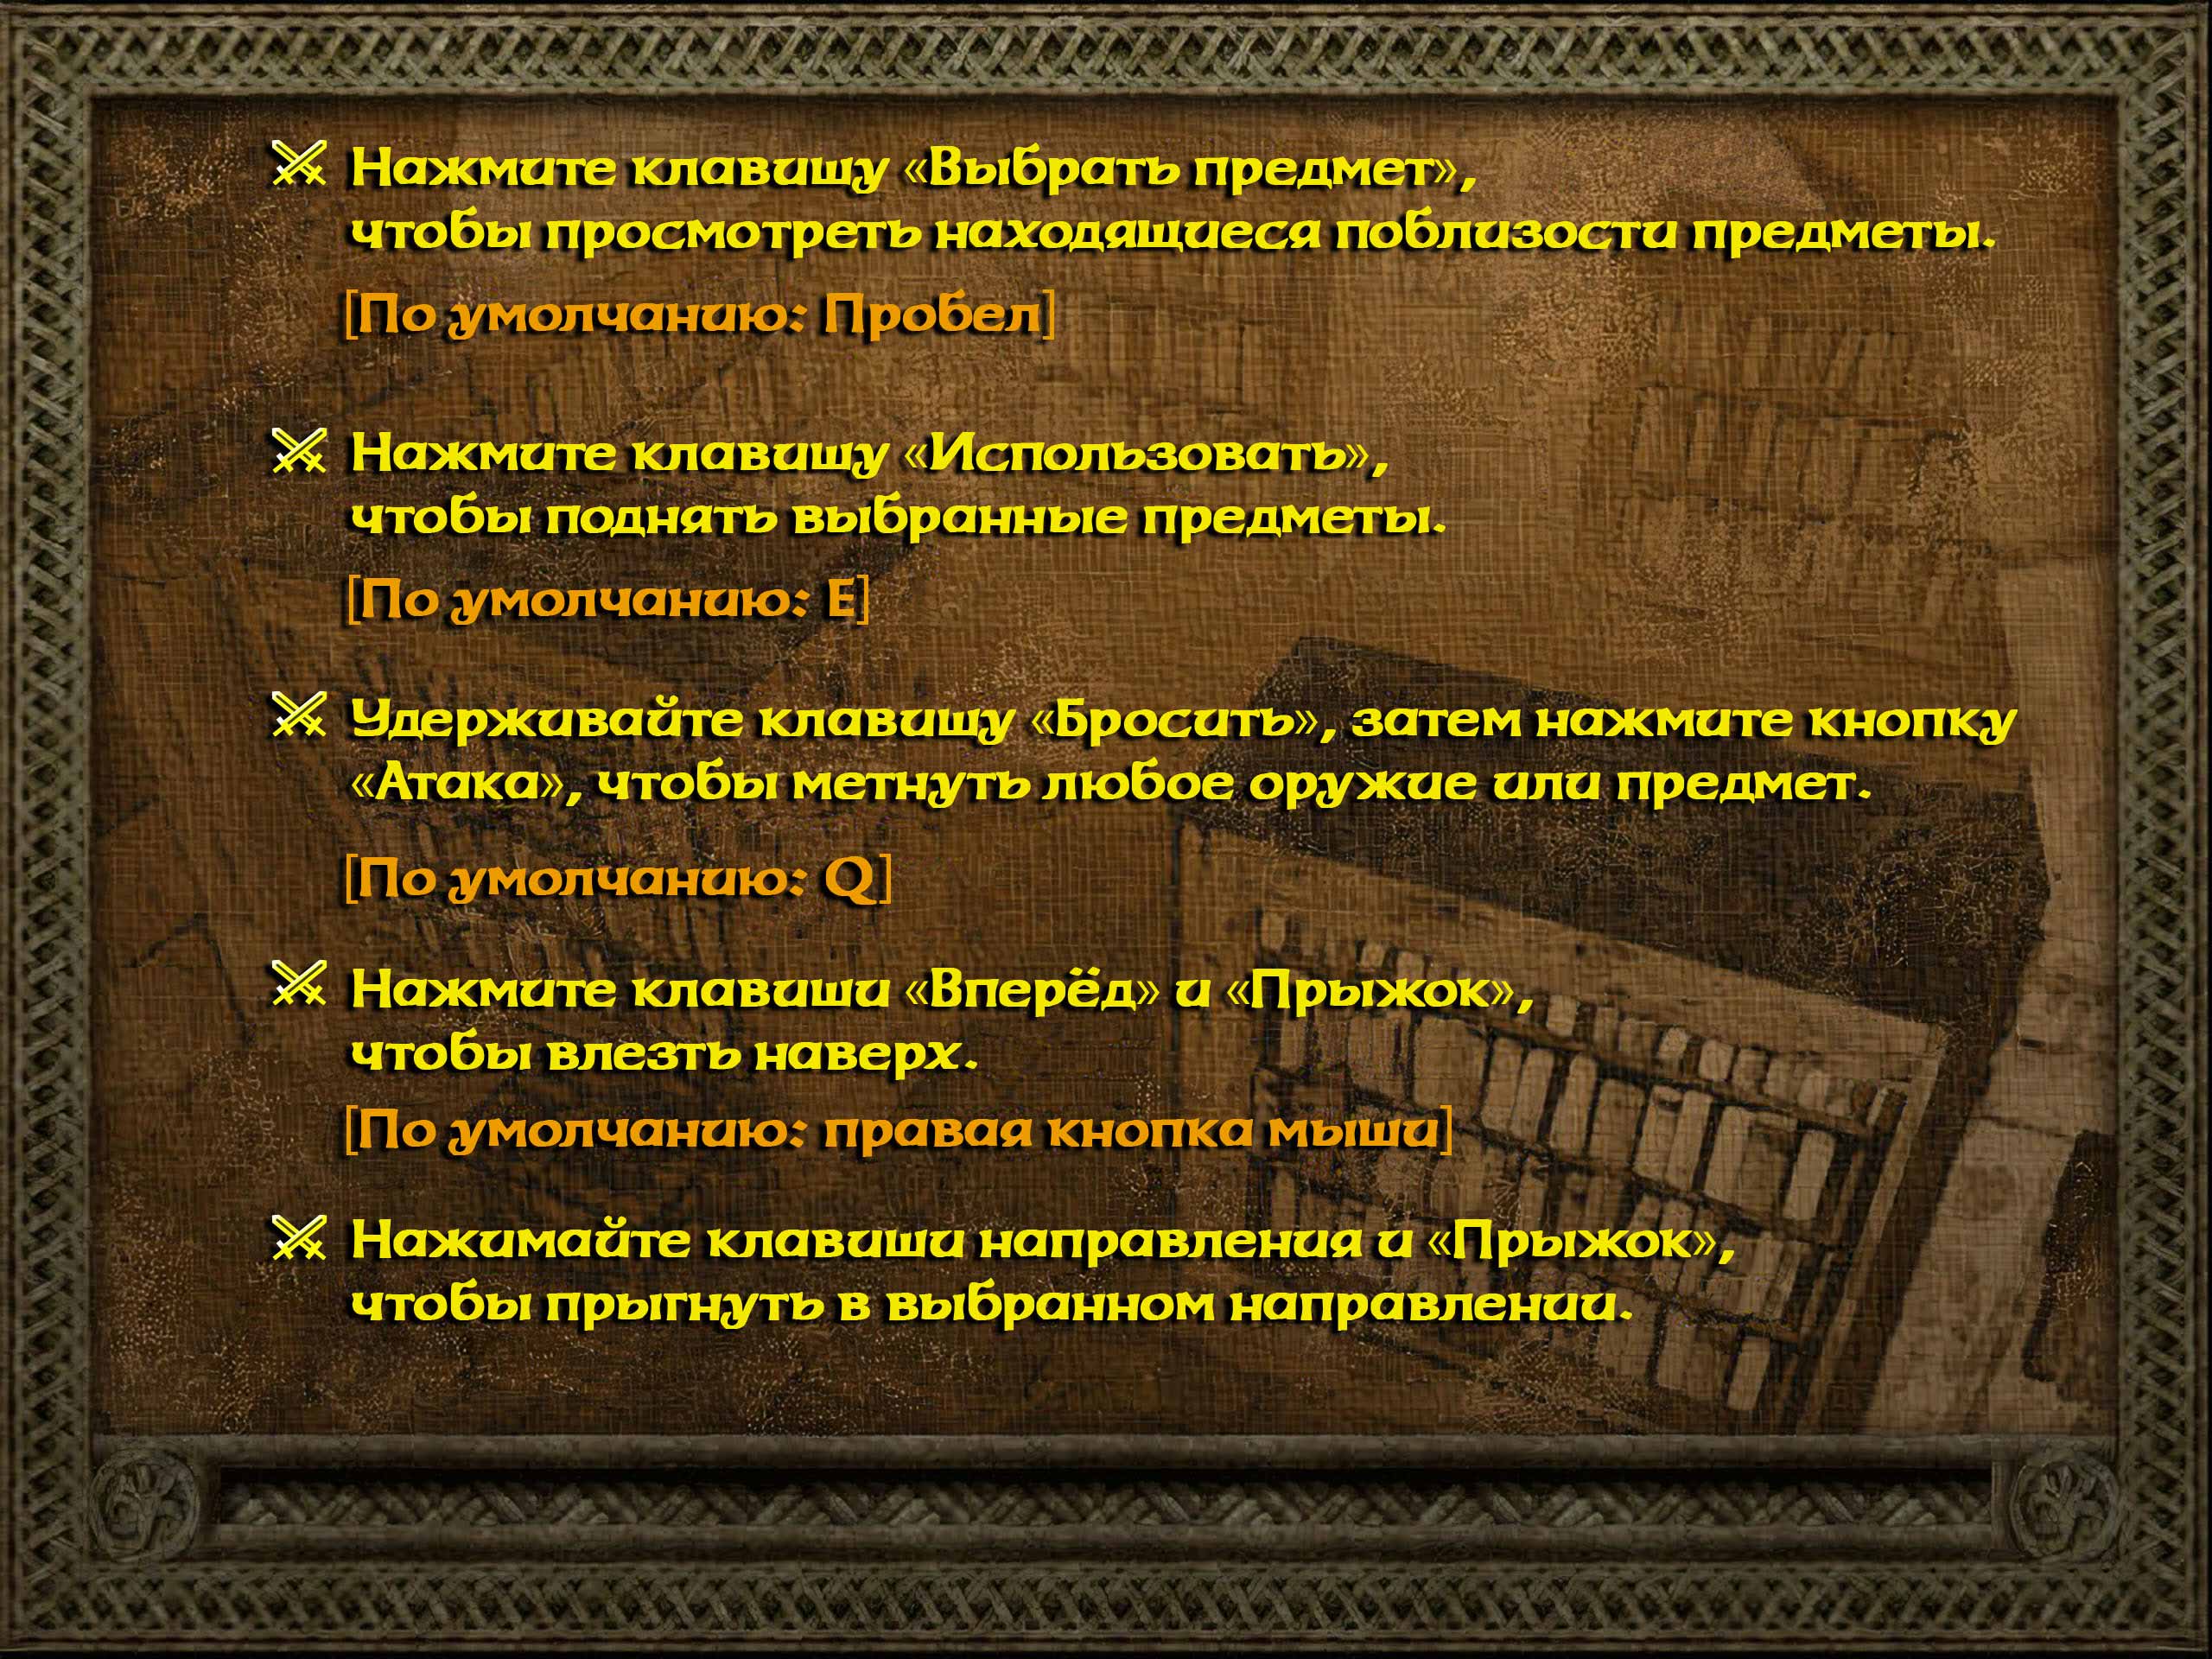 Нажмите клавишу «Выбрать предмет»,
чтобы просмотреть находящиеся поблизости предметы.
[По умолчанию: Пробел]
Нажмите клавишу «Использовать»,
чтобы поднять выбранные предметы.
[По умолчанию: E]
Удерживайте клавишу «Бросить», затем нажмите кнопку
«Атака», чтобы метнуть любое оружие или предмет.
[По умолчанию: Q]
Нажмите клавиши «Вперёд» и «Прыжок»,
чтобы влезть наверх.
[По умолчанию: правая кнопка мыши]
Нажимайте клавиши направления и «Прыжок»,
чтобы прыгнуть в выбранном направлении.